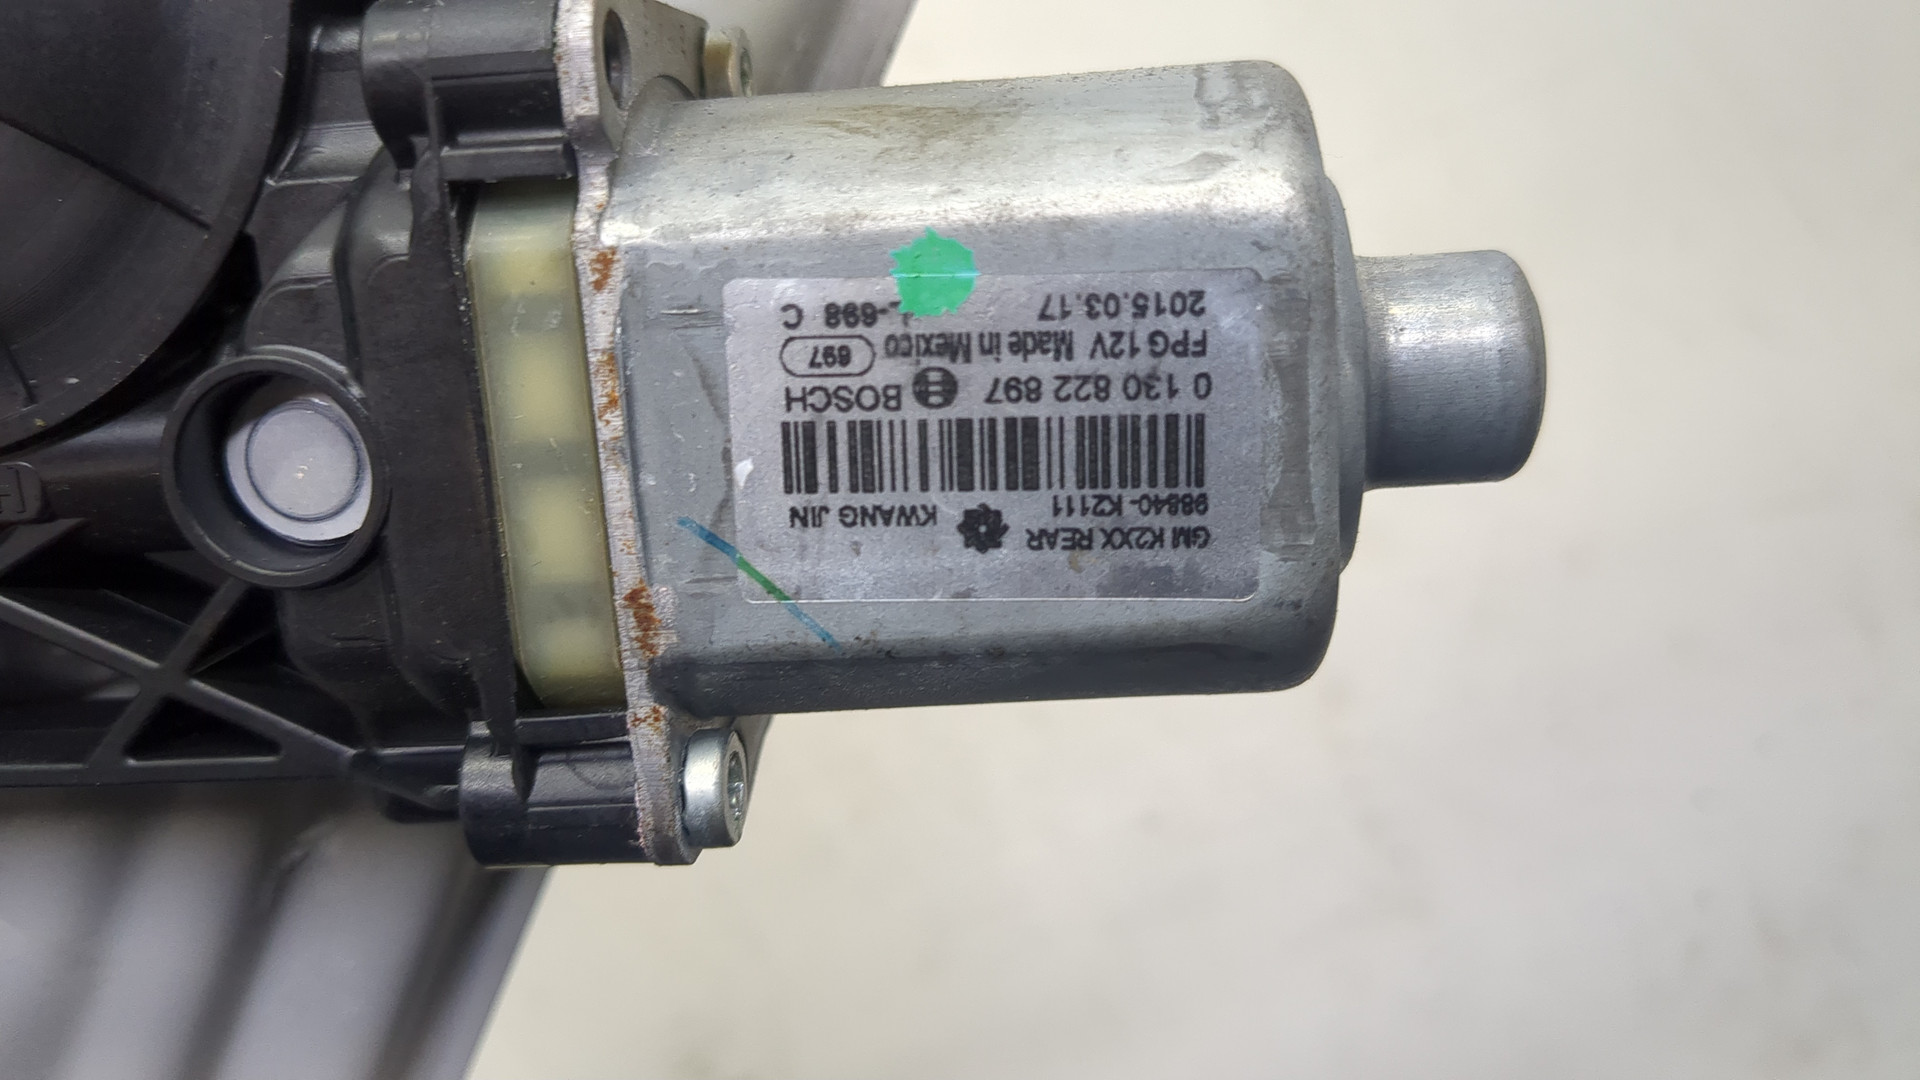 GM K2XX REAR KWANG JIN
98840-K2111
0 130 822 897 BOSCH
FPG 12V Made in Mexico 697
2015.03.17 -698 C